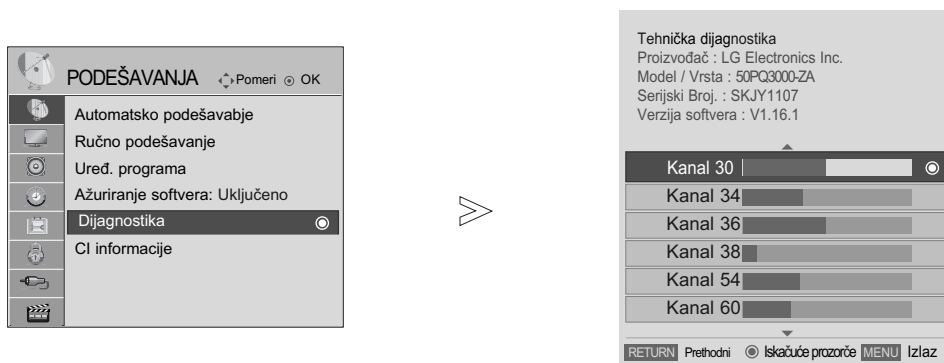 PODEŠAVANJA Pomeri OK
Automatsko podešavabje
Ručno podešavanje
Uređ. programa
Ažuriranje softvera: Uključeno
Dijagnostika
CI informacije
Tehnička dijagnostika
Proizvođač : LG Electronics Inc.
Model / Vrsta : 50PQ3000-ZA
Serijski Broj. : SKJY1107
Verzija softvera : V1.16.1
Kanal 30
Kanal 34
Kanal 36
Kanal 38
Kanal 54
Kanal 60
RETURN Prethodni Iskačuće prozorče MENU Izlaz